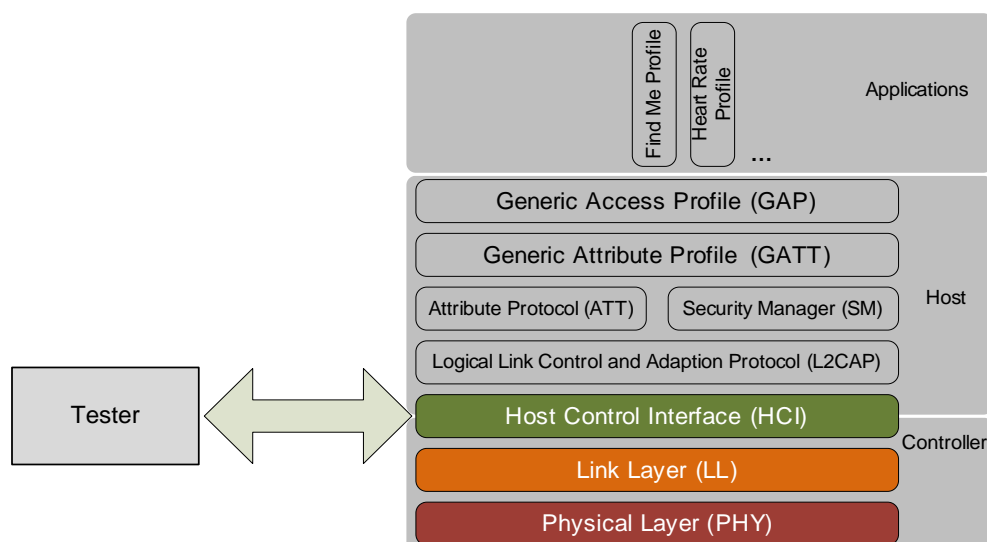 Find Me Profile
Heart Rate
Profile
...
Applications
Generic Access Profile (GAP)
Generic Attribute Profile (GATT)
Attribute Protocol (ATT)
Security Manager (SM)
Host
Logical Link Control and Adaption Protocol (L2CAP)
Tester
Host Control Interface (HCI)
Controller
Link Layer (LL)
Physical Layer (PHY)